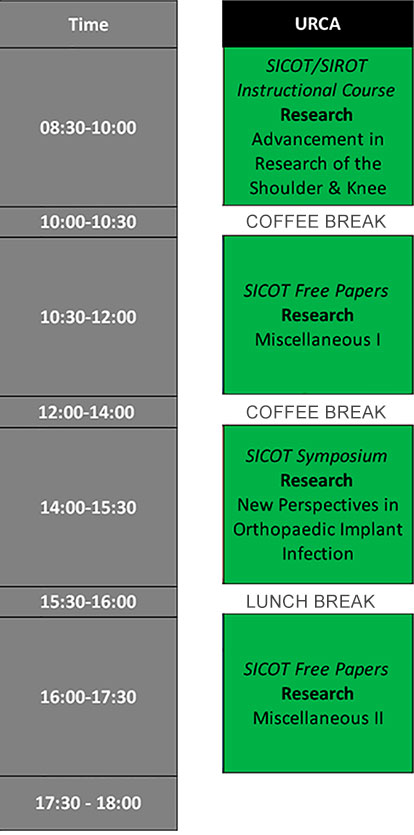 Time
URCA
08:30-10:00
SICOT/SIROT
Instructional Course
Research
Advancement in
Research of the
Shoulder & Knee
10:00-10:30
COFFEE BREAK
10:30-12:00
SICOT Free Papers
Research
Miscellaneous I
12:00-14:00
COFFEE BREAK
14:00-15:30
SICOT Symposium
Research
New Perspectives in
Orthopaedic Implant
Infection
15:30-16:00
LUNCH BREAK
16:00-17:30
SICOT Free Papers
Research
Miscellaneous II
17:30 - 18:00